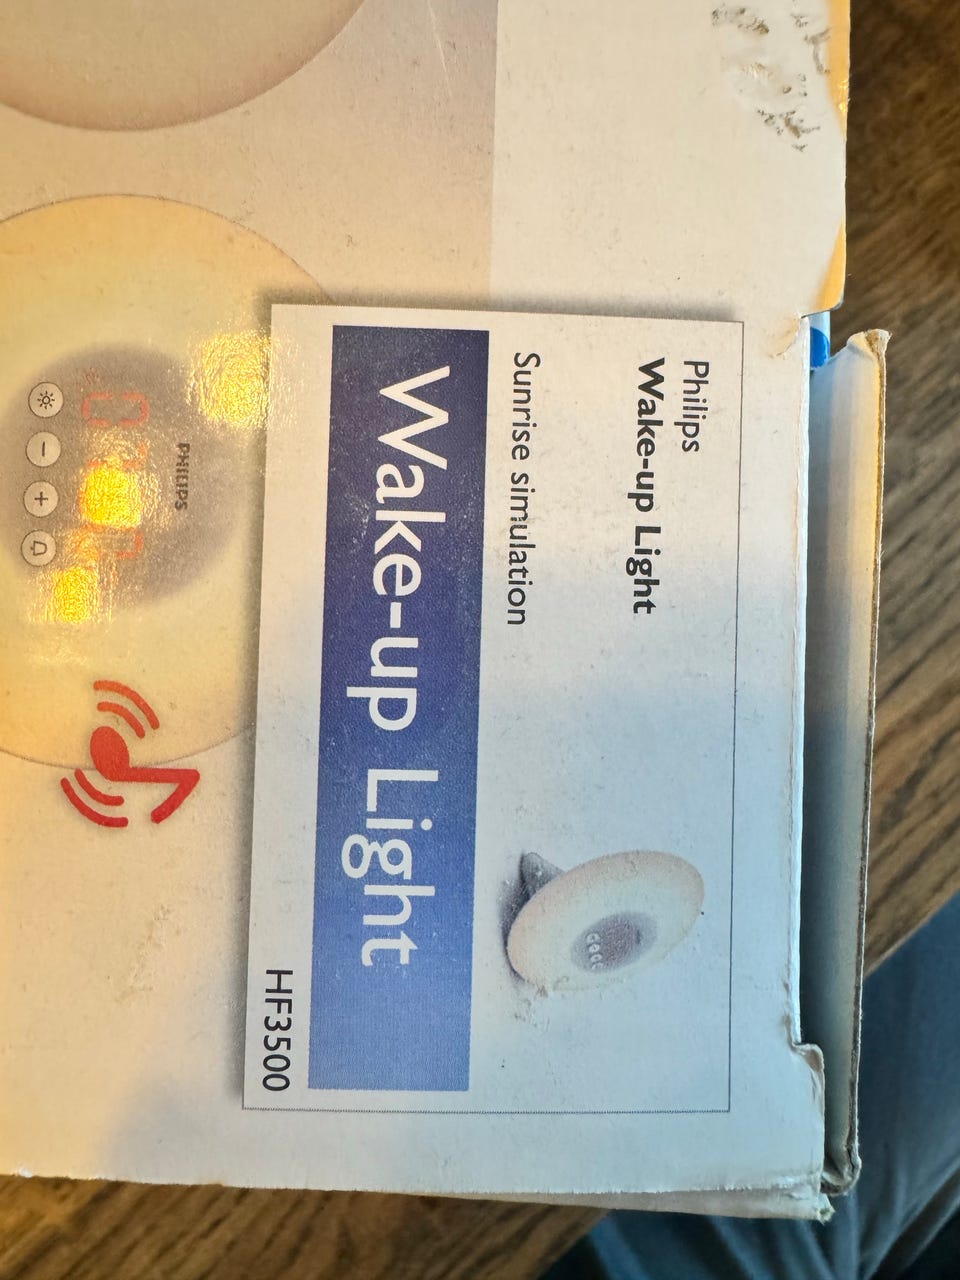 Philips
Wake-up Light
Sunrise simulation
Wake-up Light
HF3500
PHILIPS